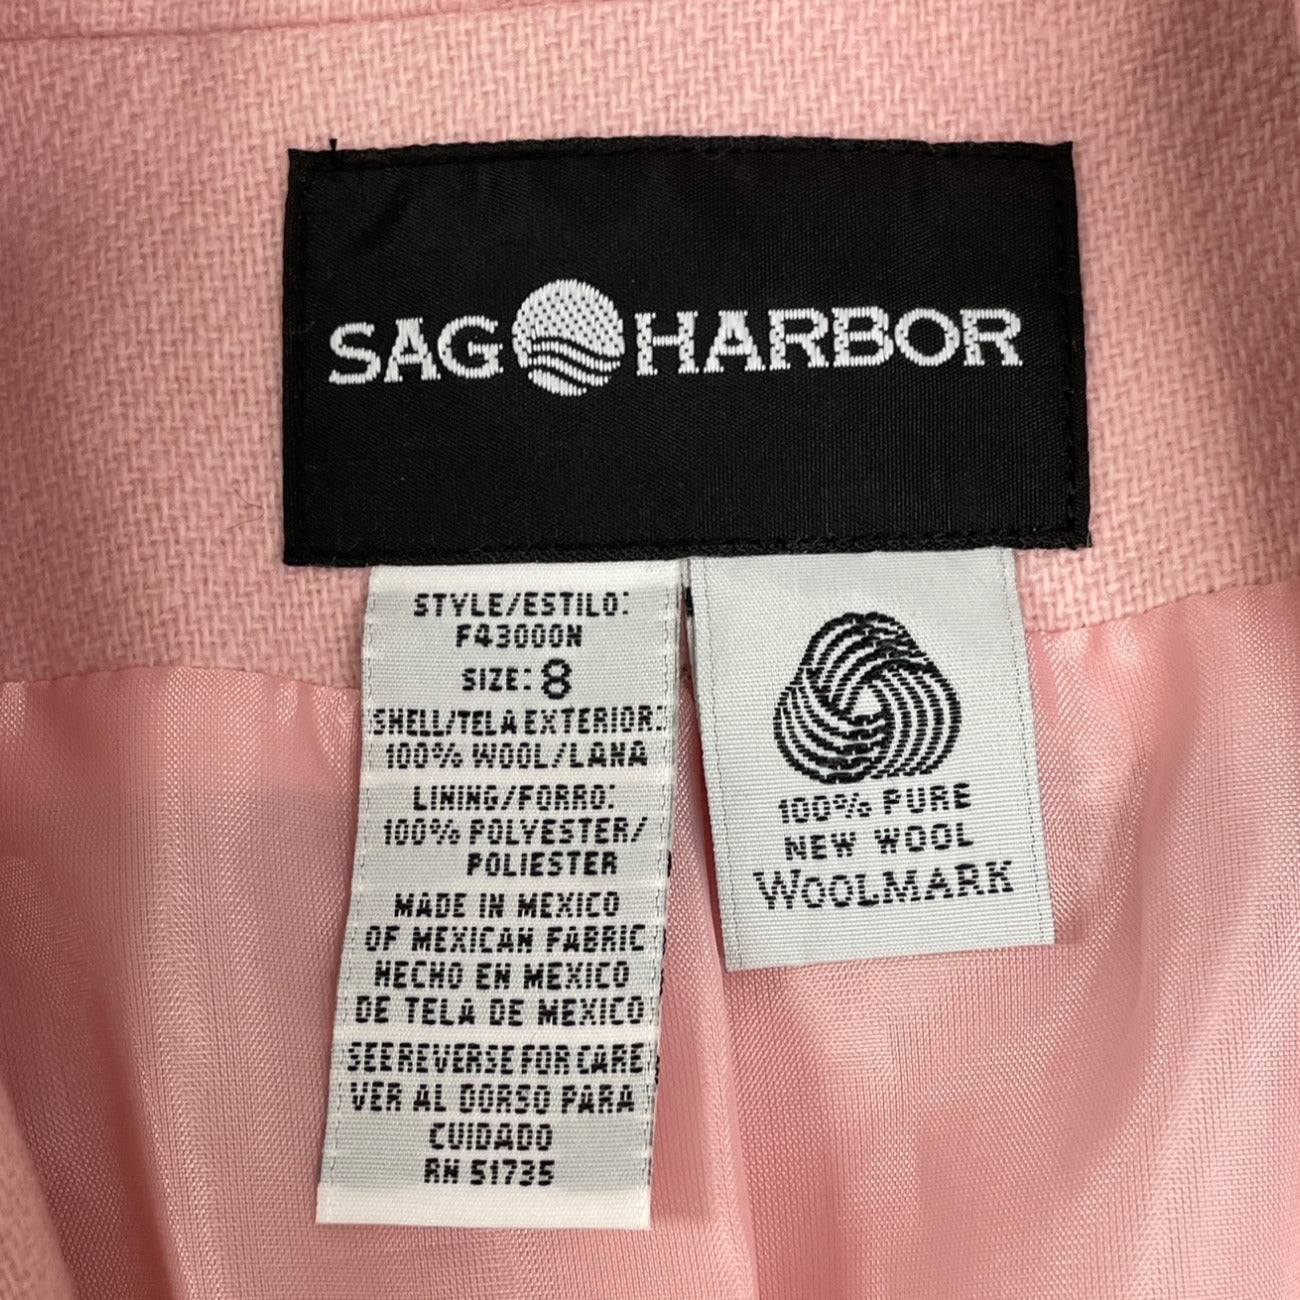 SAG HARBOR
STYLE/ESTILO:
F43000N
SIZE: 8
SHELL/TELA EXTERIOR:
100% WOOL/LANA
LINING/FORRO:
100% POLYESTER/
POLIESTER
MADE IN MEXICO
OF MEXICAN FABRIC
HECHO EN MEXICO
DE TELA DE MEXICO
SEE REVERSE FOR CARE
VER AL DORSO PARA
CUIDADO
RN 51735
100% PURE
NEW WOOL
WOOLMARK